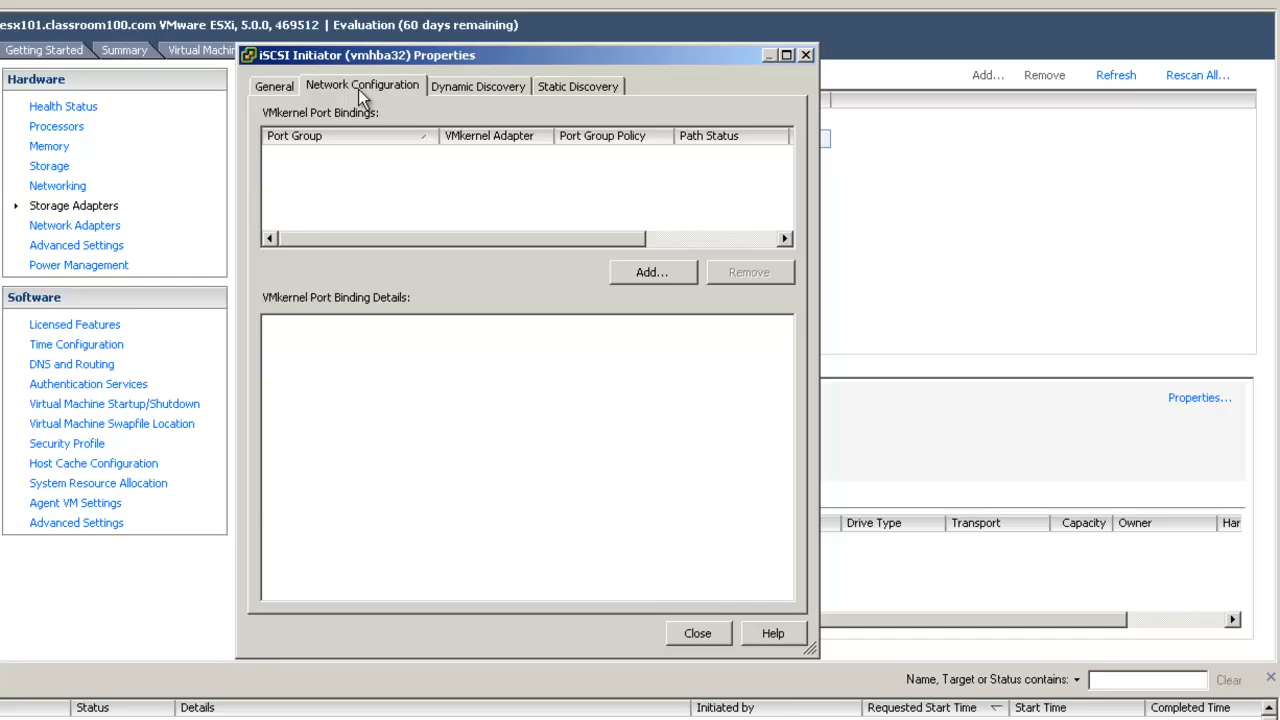 esx101.classroom100.com VMware ESXi, 5.0.0, 469512 | Evaluation (60 days remaining)
Getting Started
Summary
Virtual Machin
iSCSI Initiator (vmhba32) Properties
Hardware
Health Status
Processors
Memory
Storage
Networking
Storage Adapters
Network Adapters
Advanced Settings
Power Management
Software
Licensed Features
Time Configuration
DNS and Routing
Authentication Services
Virtual Machine Startup/Shutdown
Virtual Machine Swapfile Location
Security Profile
Host Cache Configuration
System Resource Allocation
Agent VM Settings
Advanced Settings
General
Network Configuration
Dynamic Discovery
Static Discovery
VMkernel Port Bindings:
Port Group
VMkernel Adapter
Port Group Policy
Path Status
Add...
Remove
VMkernel Port Binding Details:
Close
Help
Add...
Remove
Refresh
Rescan All...
Properties...
Drive Type
Transport
Capacity
Owner
Har
Name, Target or Status contains:
Clear
Status
Details
Initiated by
Requested Start Time
Start Time
Completed Time